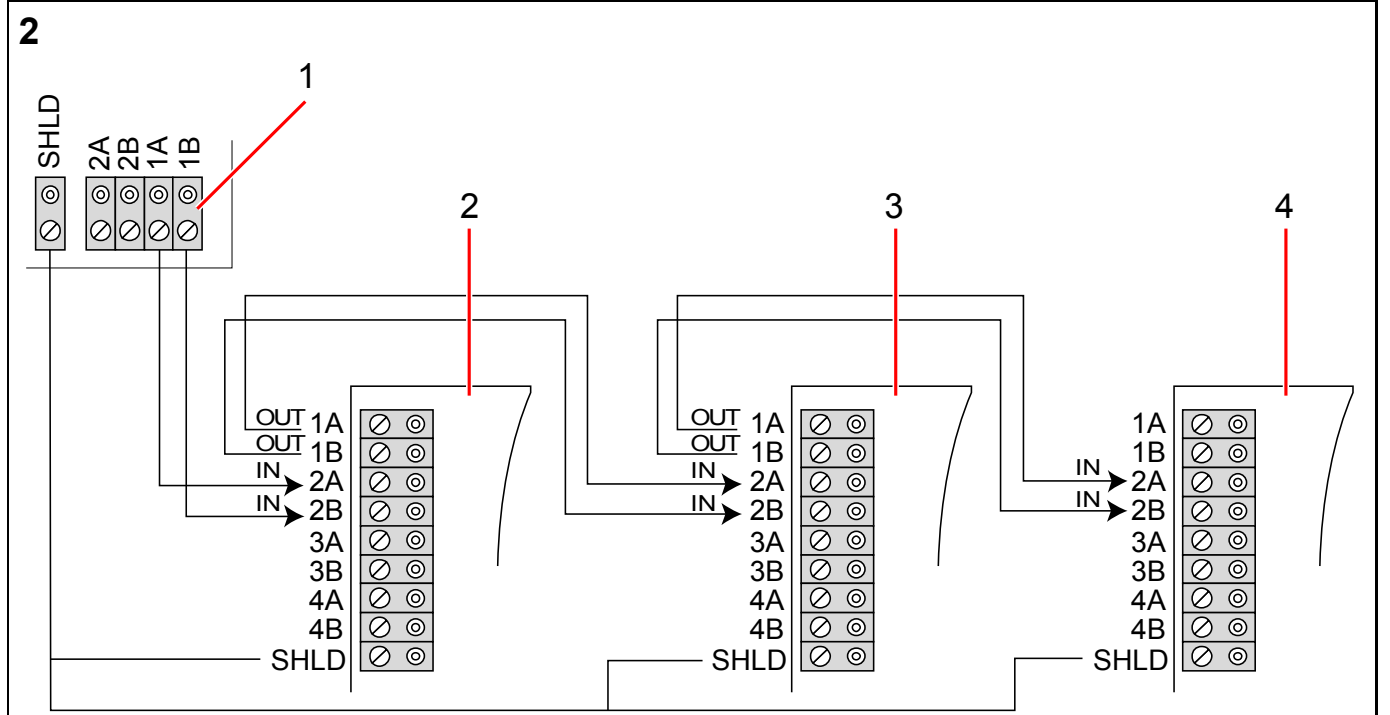 2
1
SHLD
2A
2B
1A
1B
2
3
4
OUT 1A
OUT 1B
IN 2A
IN 2B
3A
3B
4A
4B
SHLD
OUT 1A
OUT 1B
IN 2A
IN 2B
3A
3B
4A
4B
SHLD
1A
1B
IN 2A
IN 2B
3A
3B
4A
4B
SHLD